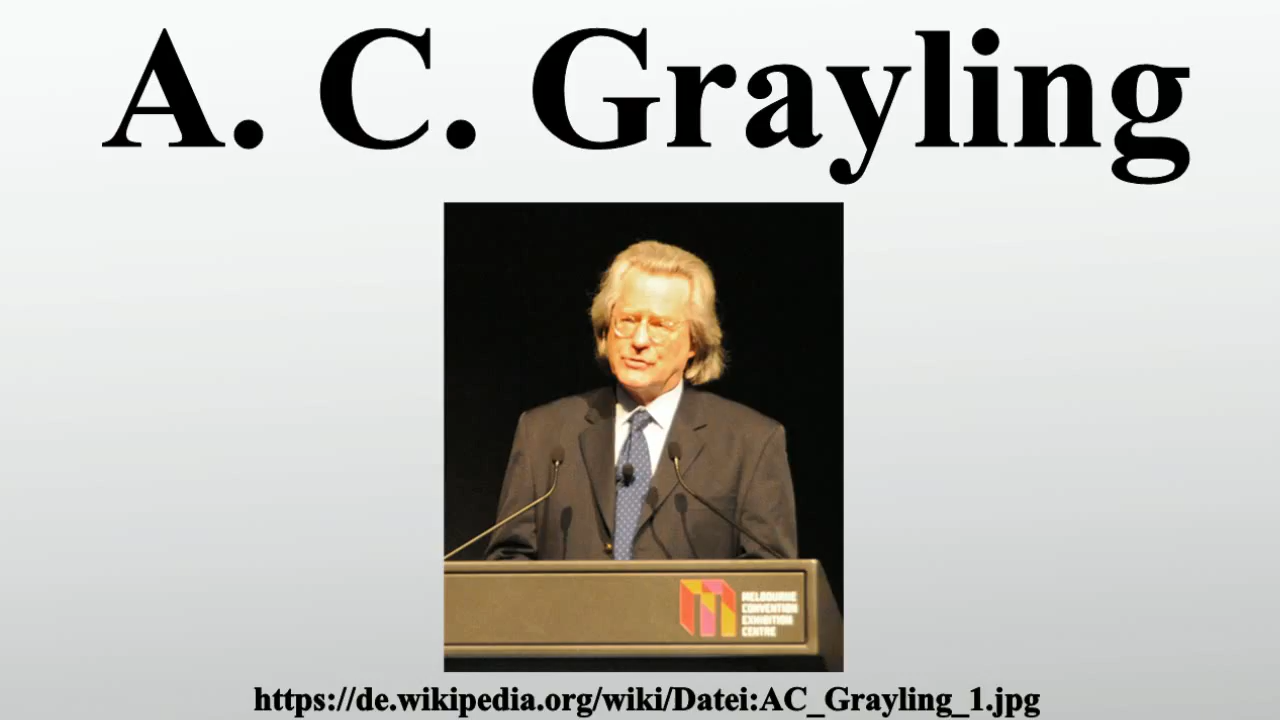 A. C. Grayling
MELBOURNE
CONVENTION
EXHIBITION
CENTRE
https://de.wikipedia.org/wiki/Datei:AC_Grayling_1.jpg